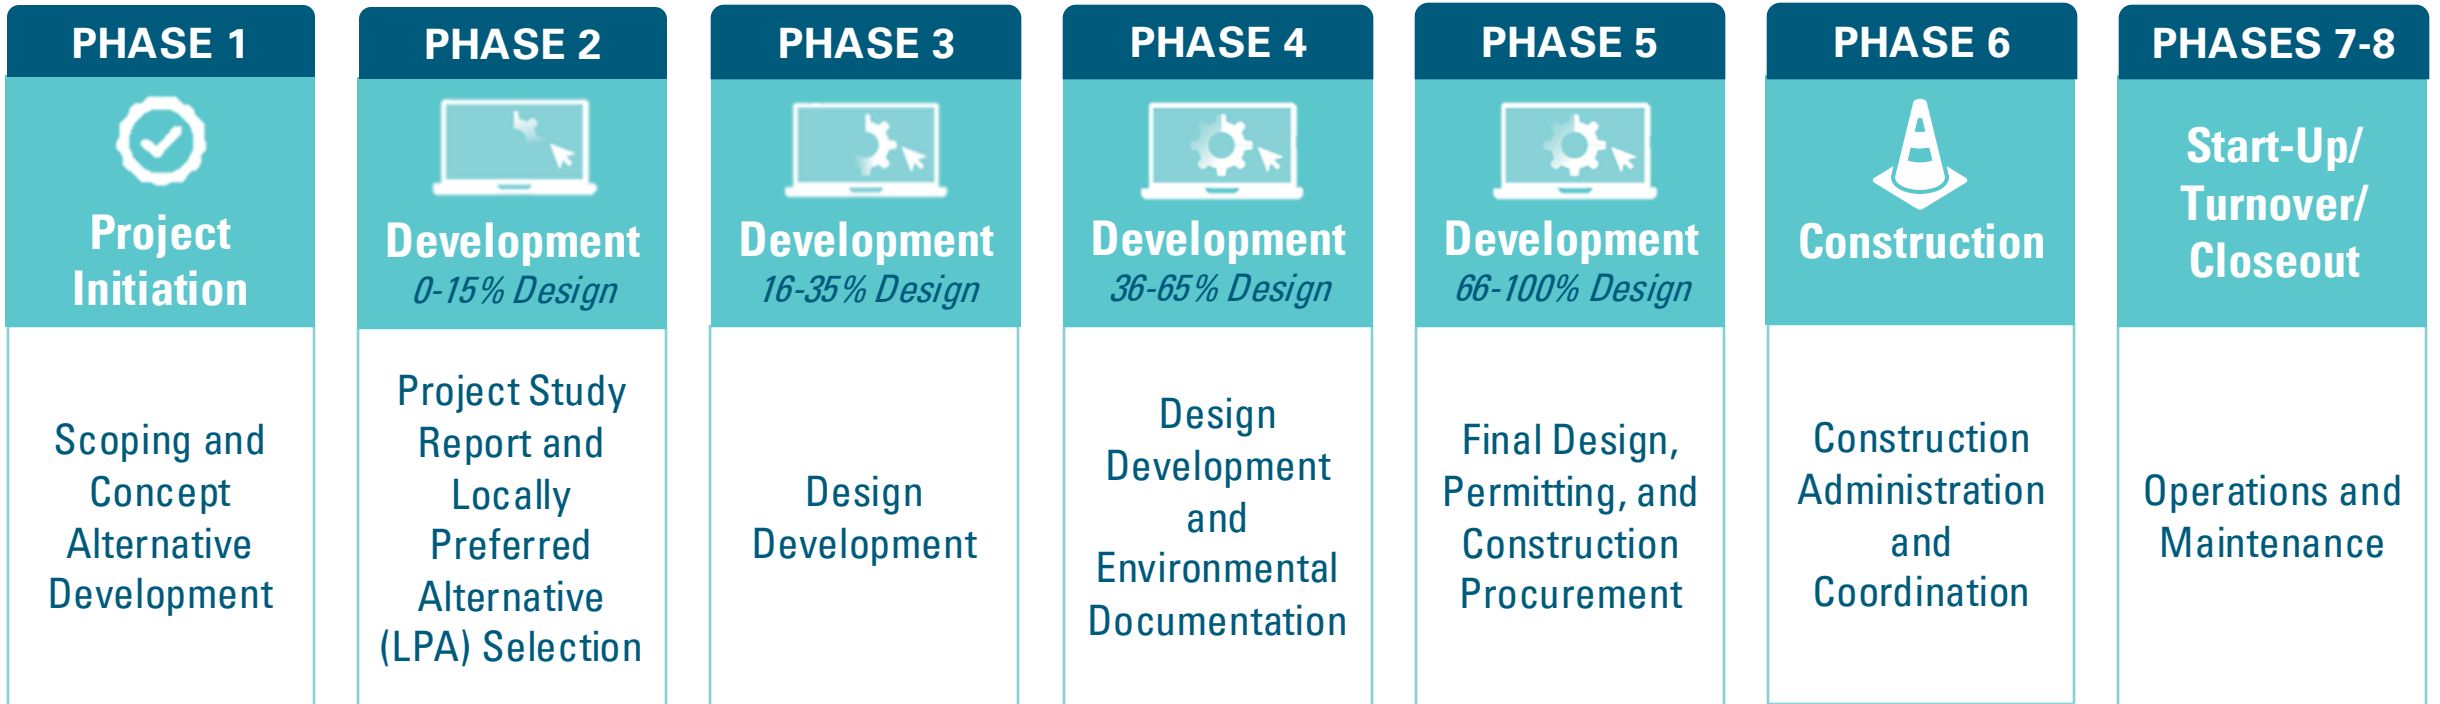 PHASE 1
Project
Initiation
Scoping and
Concept
Alternative
Development
PHASE 2
Development
0-15% Design
Project Study
Report and
Locally
Preferred
Alternative
(LPA) Selection
PHASE 3
Development
16-35% Design
Design
Development
PHASE 4
Development
36-65% Design
Design
Development
and
Environmental
Documentation
PHASE 5
Development
66-100% Design
Final Design,
Permitting, and
Construction
Procurement
PHASE 6
Construction
Construction
Administration
and
Coordination
PHASES 7-8
Start-Up/
Turnover/
Closeout
Operations and
Maintenance